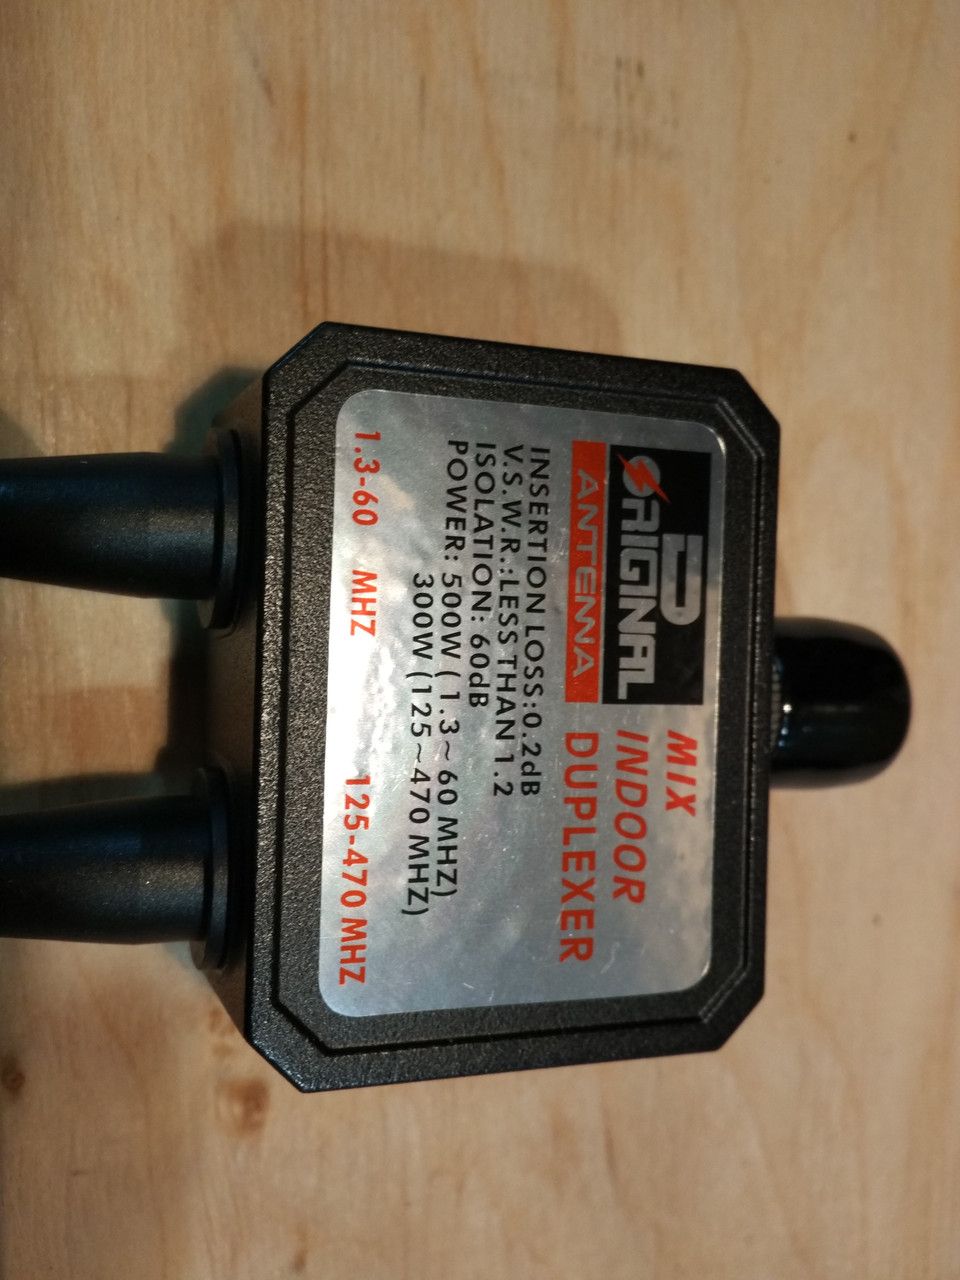 D
ORIGINAL
ANTENNA
MIX
INDOOR
DUPLEXER
INSERTION LOSS:0.2dB
V.S.W.R.:LESS THAN 1.2
ISOLATION: 60dB
POWER: 500W ( 1.3~60 MHZ)
300W (125~470 MHZ)
1.3-60 MHZ 125-470 MHZ